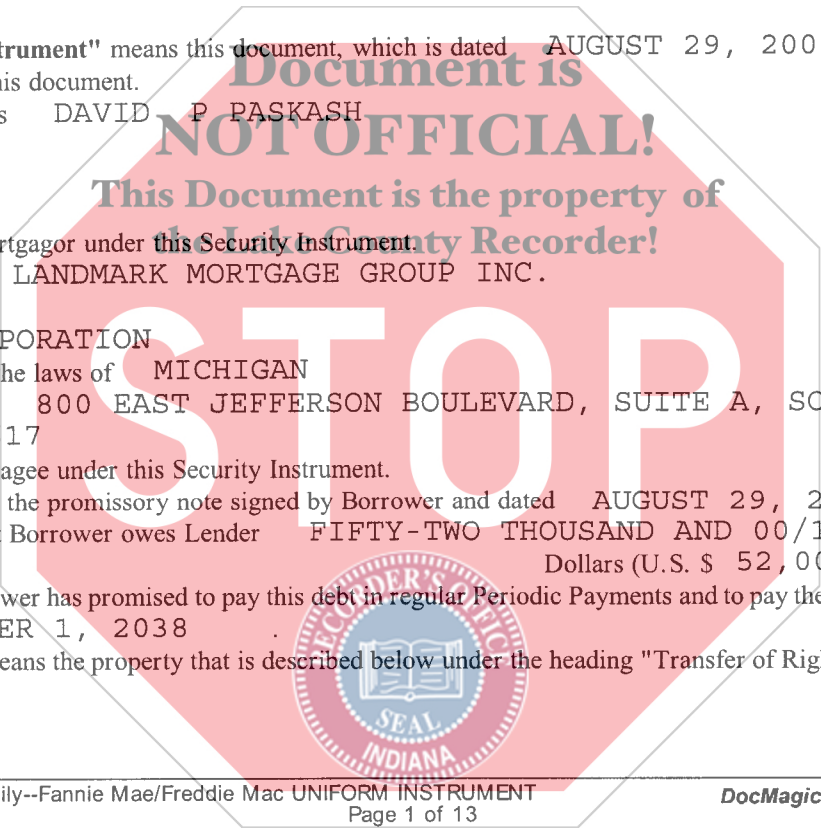 trument" means this document, which is dated AUGUST 29, 200
his document.
Document is
s DAVID P PASKASH
NOT OFFICIAL!
This Document is the property of
the Lake County Recorder!
rtgagor under this Security Instrument.
LANDMARK MORTGAGE GROUP INC.
PORATION
he laws of MICHIGAN
800 EAST JEFFERSON BOULEVARD, SUITE A, SO
17
STOP
agee under this Security Instrument.
the promissory note signed by Borrower and dated AUGUST 29, 2
t Borrower owes Lender FIFTY-TWO THOUSAND AND 00/1
Dollars (U.S. $ 52,00
wer has promised to pay this debt in regular Periodic Payments and to pay the
ER 1, 2038 .
eans the property that is described below under the heading "Transfer of Righ
RECORDER'S OFFICE
SEAL
INDIANA
ily--Fannie Mae/Freddie Mac UNIFORM INSTRUMENT DocMagic
Page 1 of 13